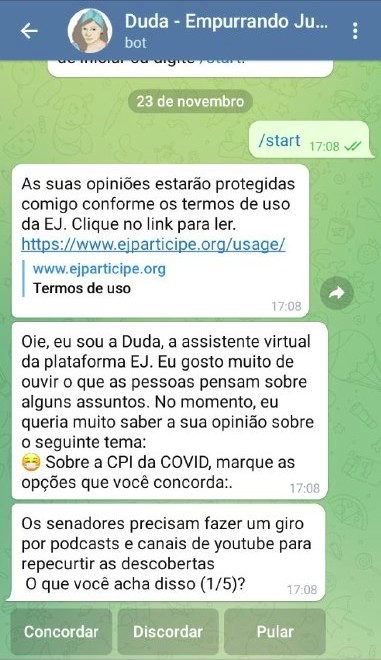 Duda - Empurrando Ju...
bot
de iniciar ou digite /start.
23 de novembro
/start 17:08
As suas opiniões estarão protegidas
comigo conforme os termos de uso
da EJ. Clique no link para ler.
https://www.ejparticipe.org/usage/
www.ejparticipe.org
Termos de uso
17:08
Oie, eu sou a Duda, a assistente virtual
da plataforma EJ. Eu gosto muito de
ouvir o que as pessoas pensam sobre
alguns assuntos. No momento, eu
queria muito saber a sua opinião sobre
o seguinte tema:
😷 Sobre a CPI da COVID, marque as
opções que você concorda:.
17:08
Os senadores precisam fazer um giro
por podcasts e canais de youtube para
repecurtir as descobertas
O que você acha disso (1/5)?
17:08
Concordar Discordar Pular